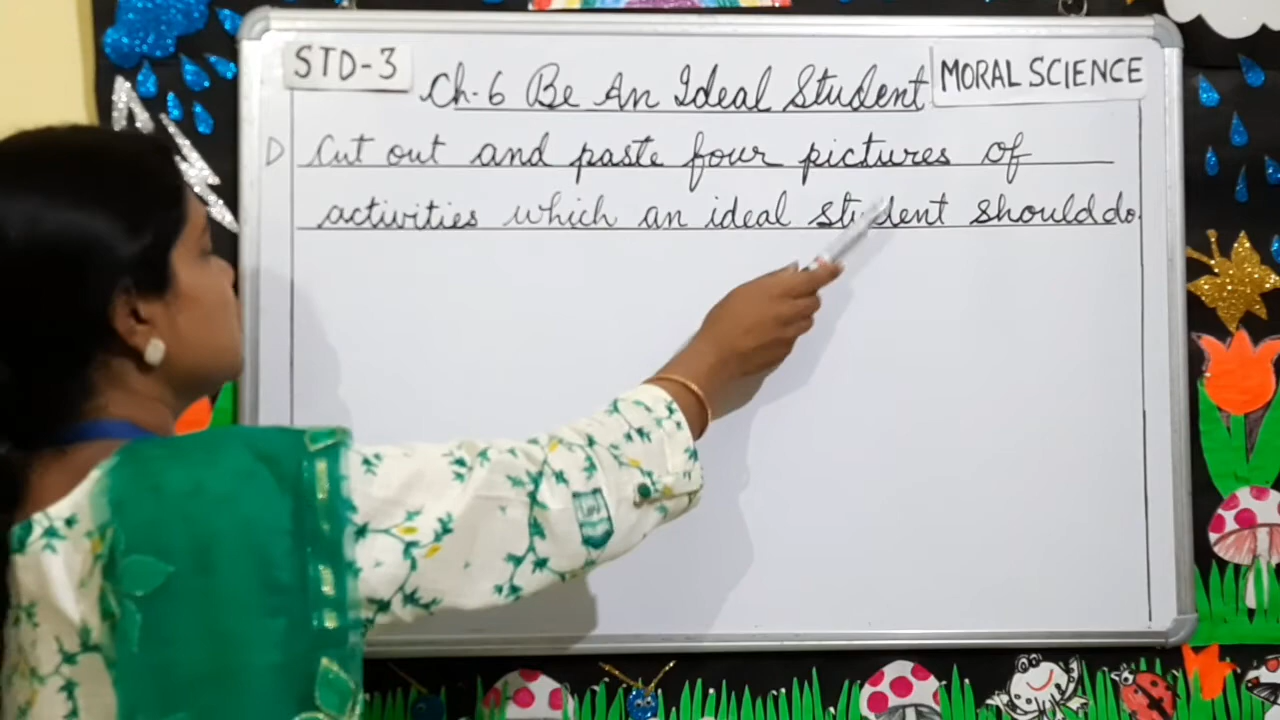 STD-3
Ch.6 Be An Ideal Student
MORAL SCIENCE
D Cut out and paste four pictures of
activities which an ideal student should do.